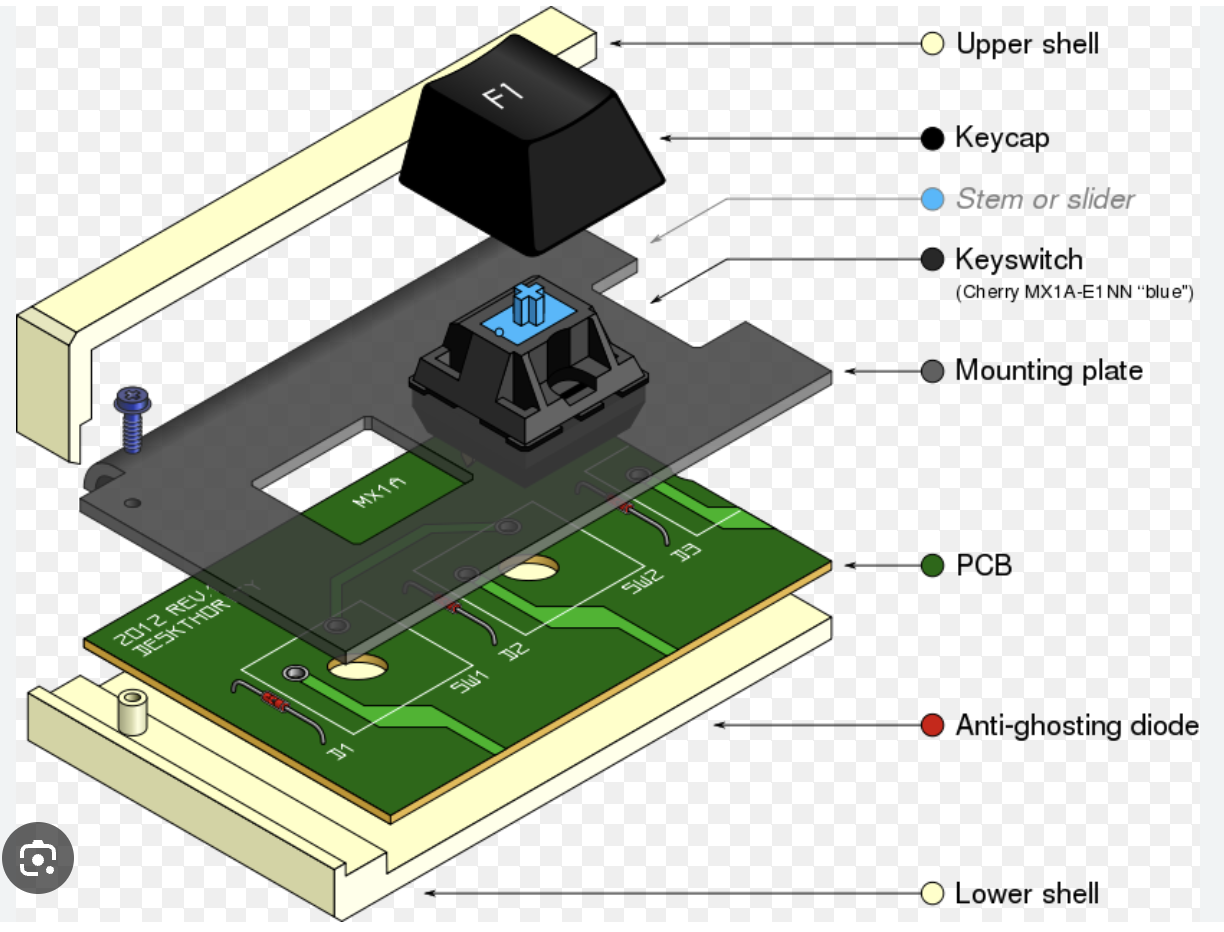 Upper shell
F1
Keycap
Stem or slider
Keyswitch
(Cherry MX1A-E1NN “blue”)
Mounting plate
MX1A
PCB
D3
SW2
2012 REV.
DESKTHOR
D2
SW1
Anti-ghosting diode
D1
Lower shell